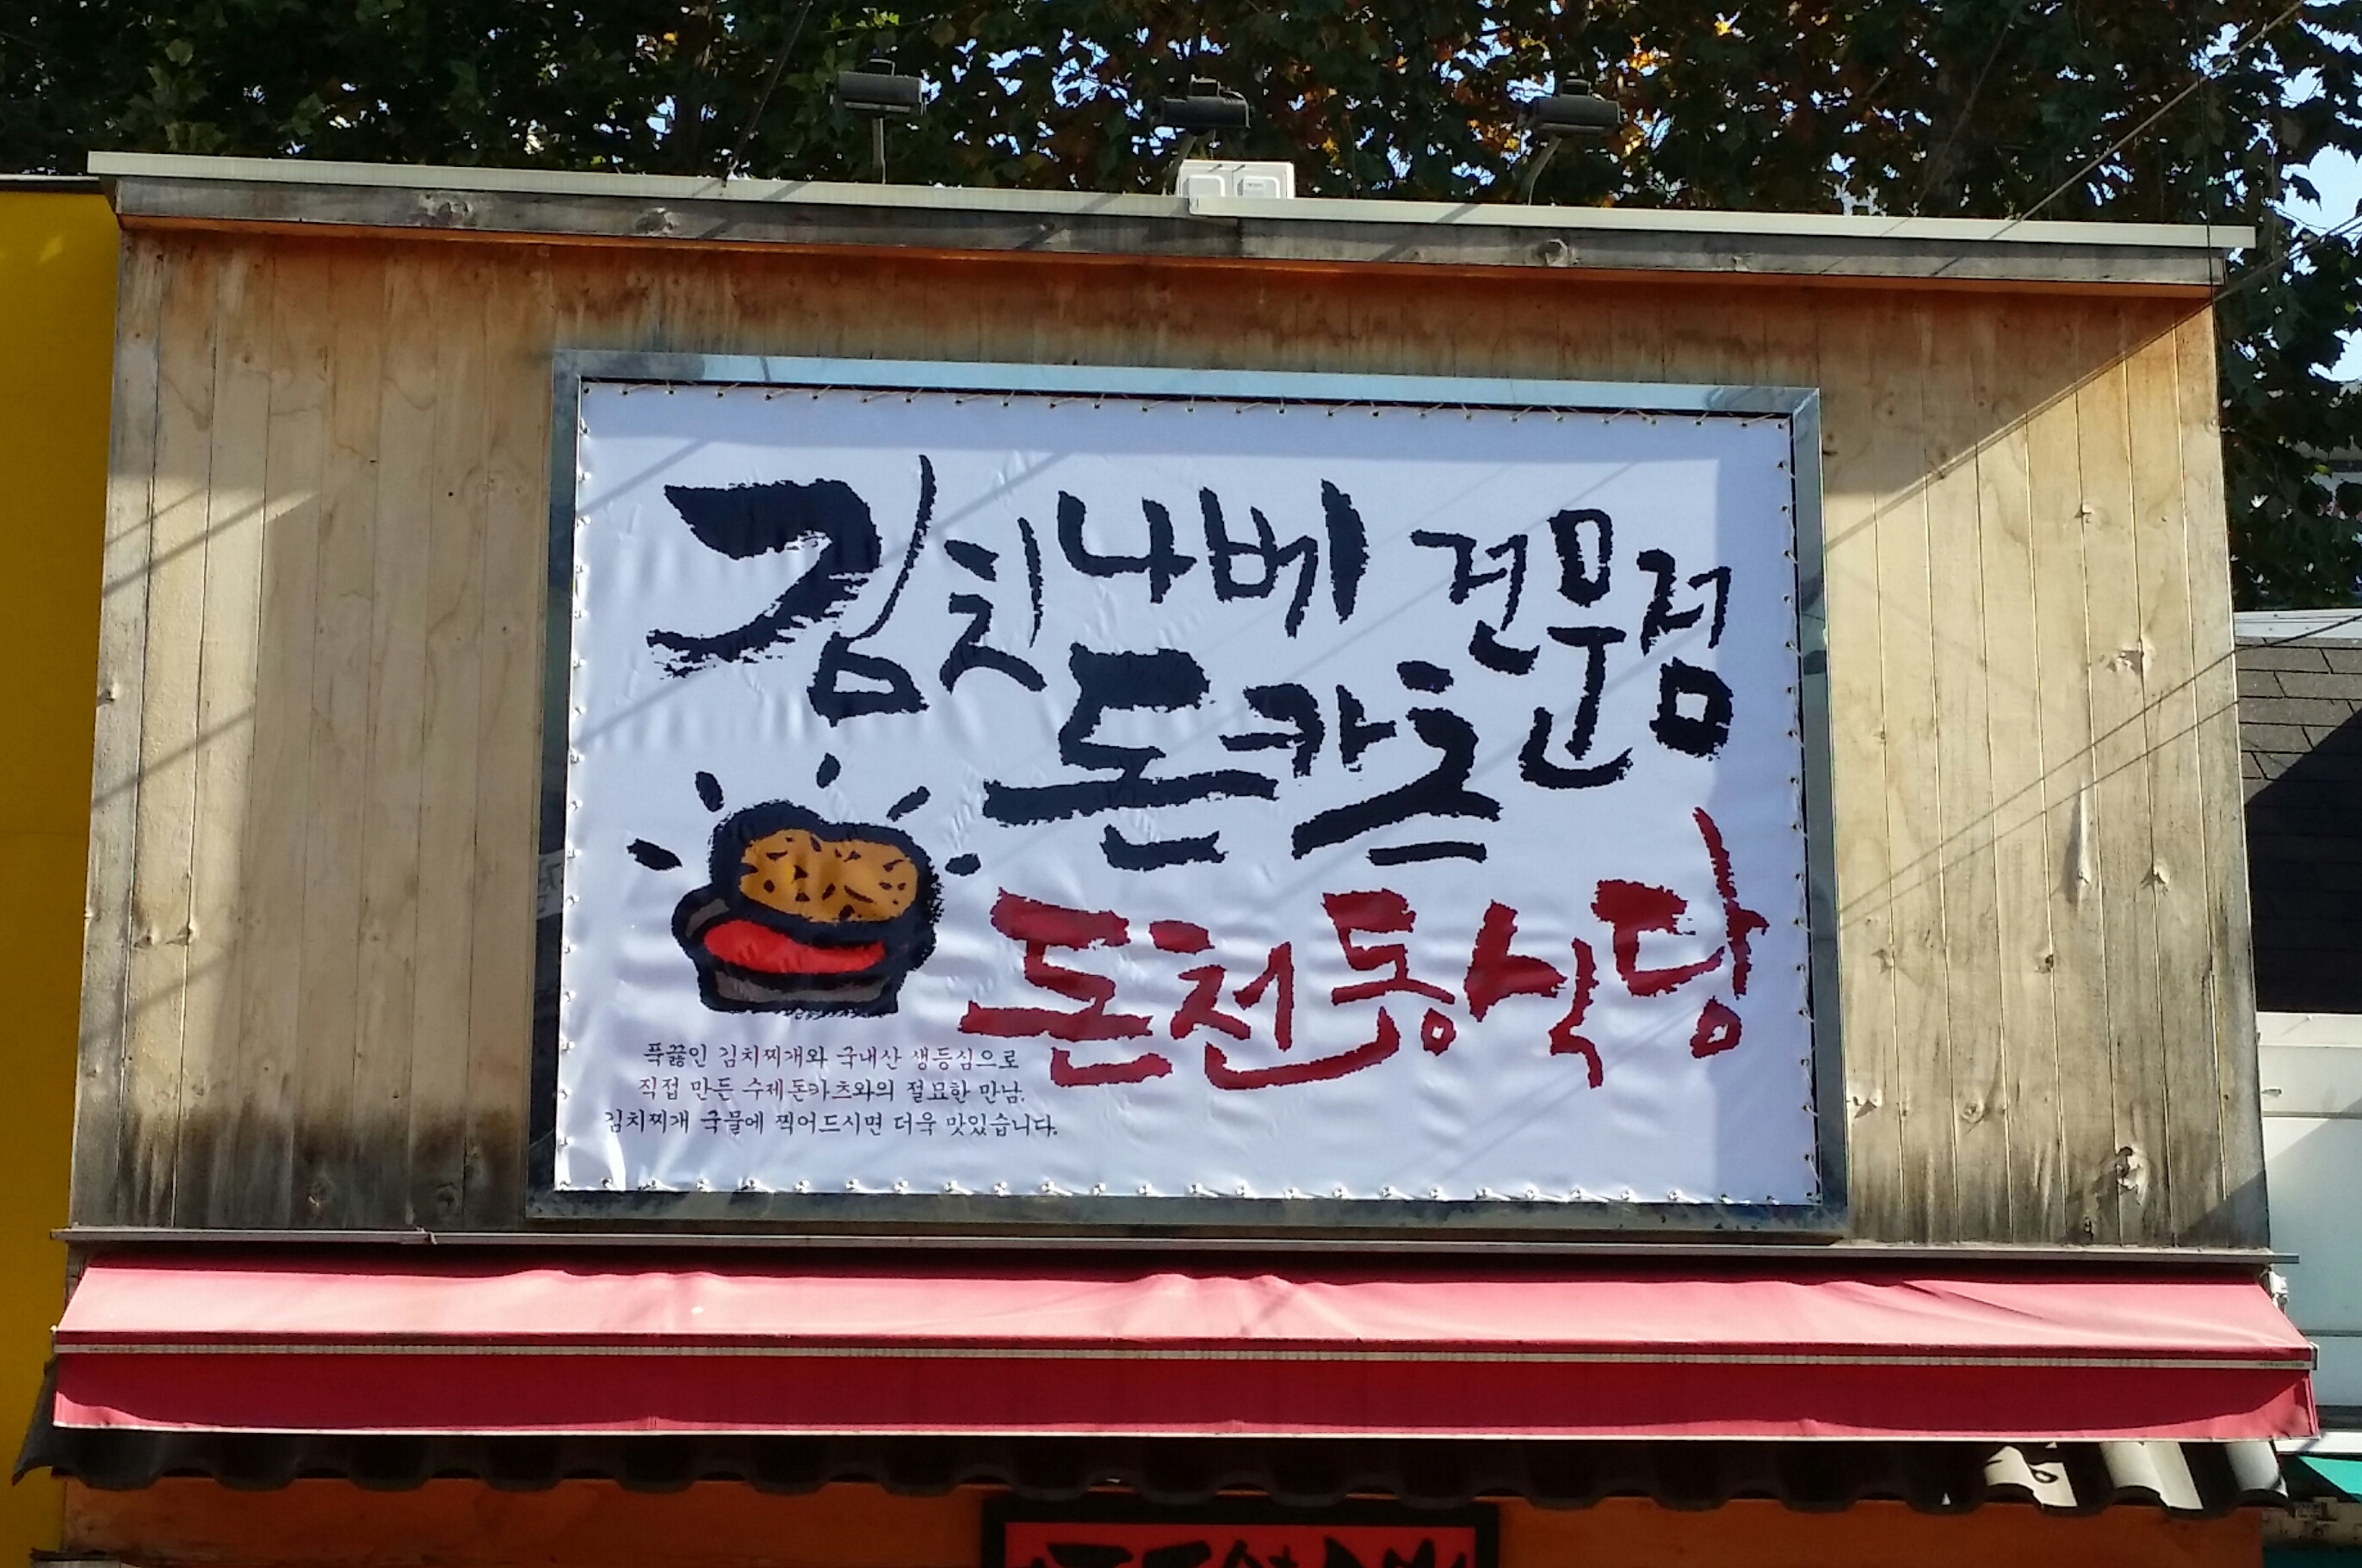 김치나베 전문점
돈카츠
돈천동식당
푹끓인 김치찌개와 국내산 생등심으로
직접 만든 수제돈카츠와의 절묘한 만남.
김치찌개 국물에 찍어드시면 더욱 맛있습니다.